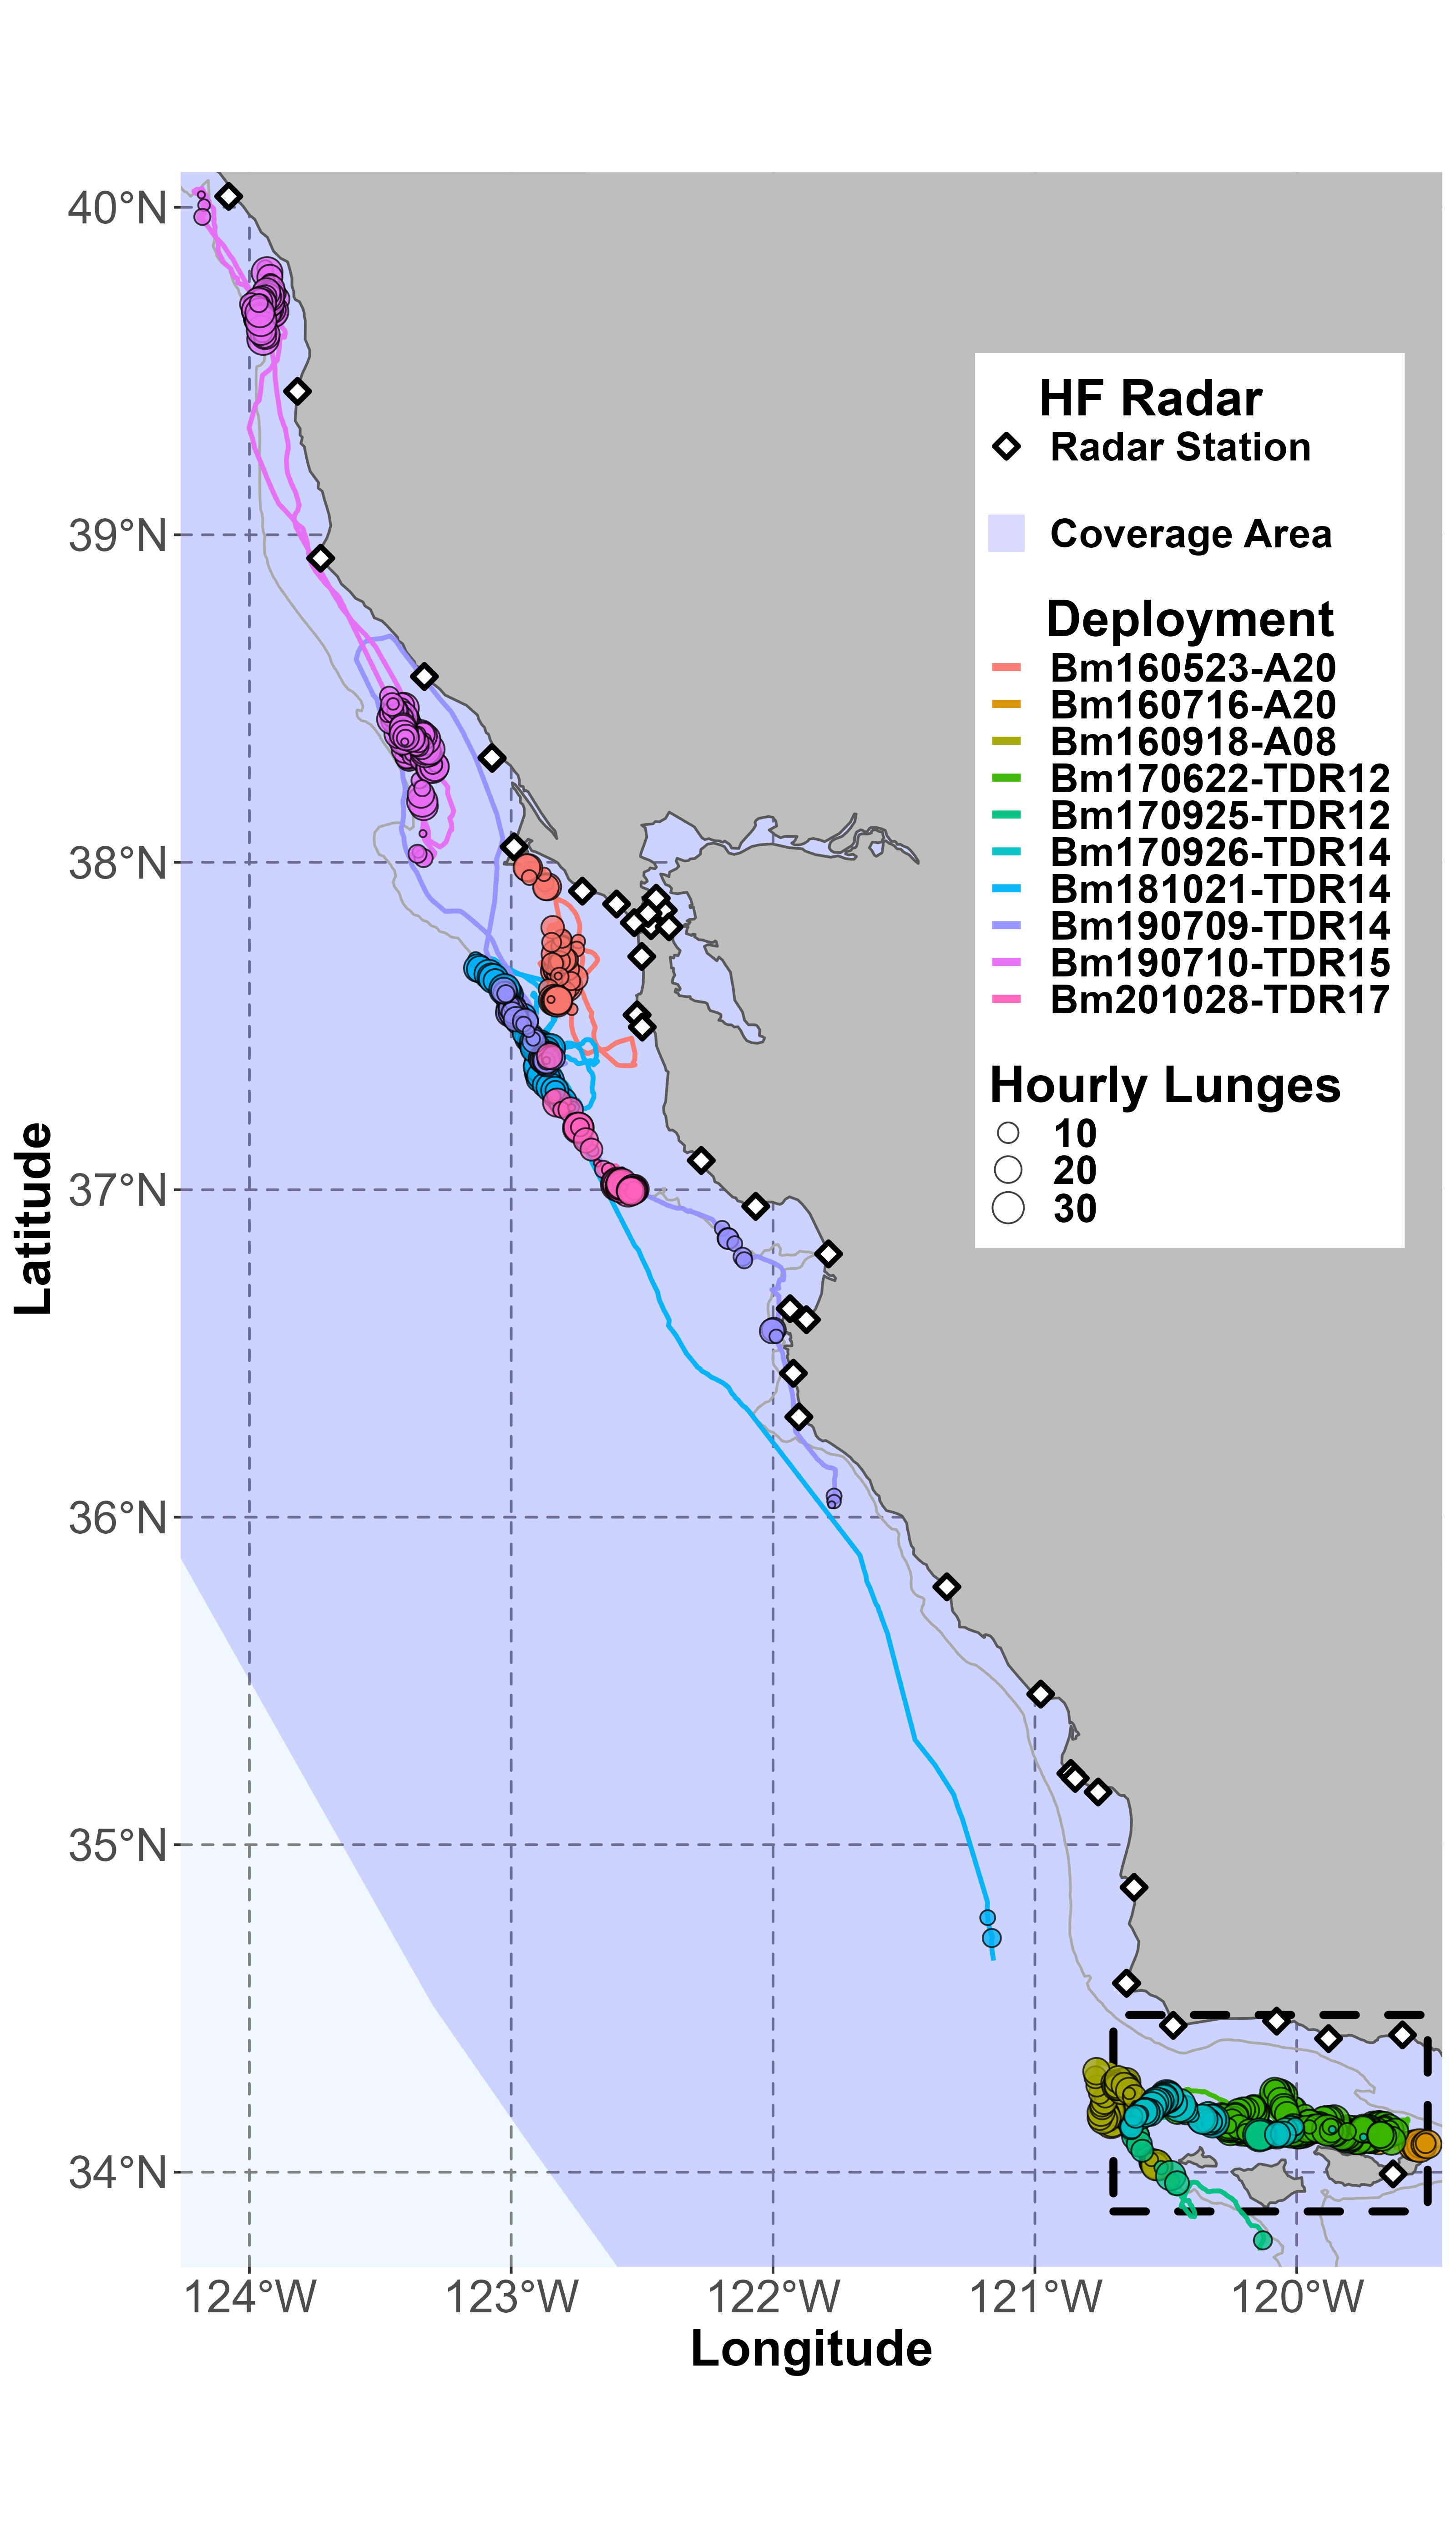 40°N
39°N
38°N
37°N
36°N
35°N
34°N
Latitude
124°W
123°W
122°W
121°W
120°W
Longitude
HF Radar
Radar Station
Coverage Area
Deployment
Bm160523-A20
Bm160716-A20
Bm160918-A08
Bm170622-TDR12
Bm170925-TDR12
Bm170926-TDR14
Bm181021-TDR14
Bm190709-TDR14
Bm190710-TDR15
Bm201028-TDR17
Hourly Lunges
10
20
30